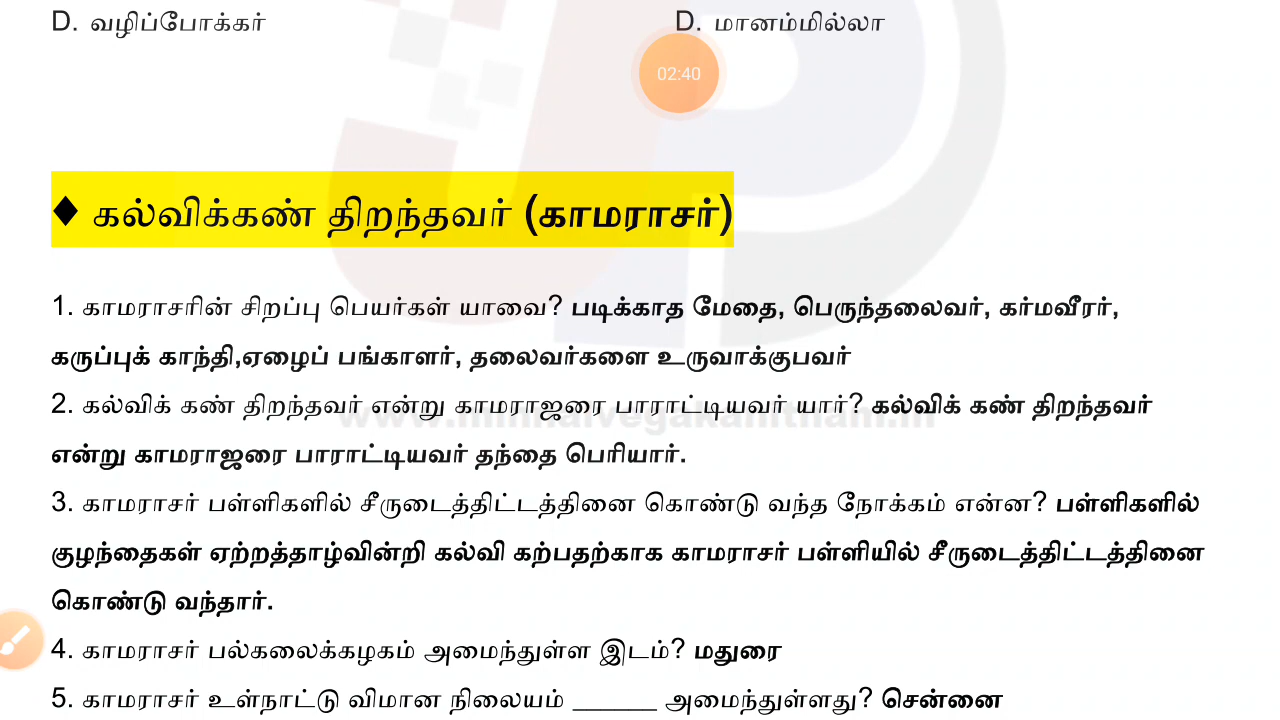 D. வழிப்போக்கர்
D. மானம்மில்லா
02:40
♦ கல்விக்கண் திறந்தவர் (காமராசர்)
1. காமராசரின் சிறப்பு பெயர்கள் யாவை? படிக்காத மேதை, பெருந்தலைவர், கர்மவீரர்,
கருப்புக் காந்தி,ஏழைப் பங்காளர், தலைவர்களை உருவாக்குபவர்
2. கல்விக் கண் திறந்தவர் என்று காமராஜரை பாராட்டியவர் யார்? கல்விக் கண் திறந்தவர்
www.minnalvegakanitham.in
என்று காமராஜரை பாராட்டியவர் தந்தை பெரியார்.
3. காமராசர் பள்ளிகளில் சீருடைத்திட்டத்தினை கொண்டு வந்த நோக்கம் என்ன? பள்ளிகளில்
குழந்தைகள் ஏற்றத்தாழ்வின்றி கல்வி கற்பதற்காக காமராசர் பள்ளியில் சீருடைத்திட்டத்தினை
கொண்டு வந்தார்.
4. காமராசர் பல்கலைக்கழகம் அமைந்துள்ள இடம்? மதுரை
5. காமராசர் உள்நாட்டு விமான நிலையம் ______ அமைந்துள்ளது? சென்னை